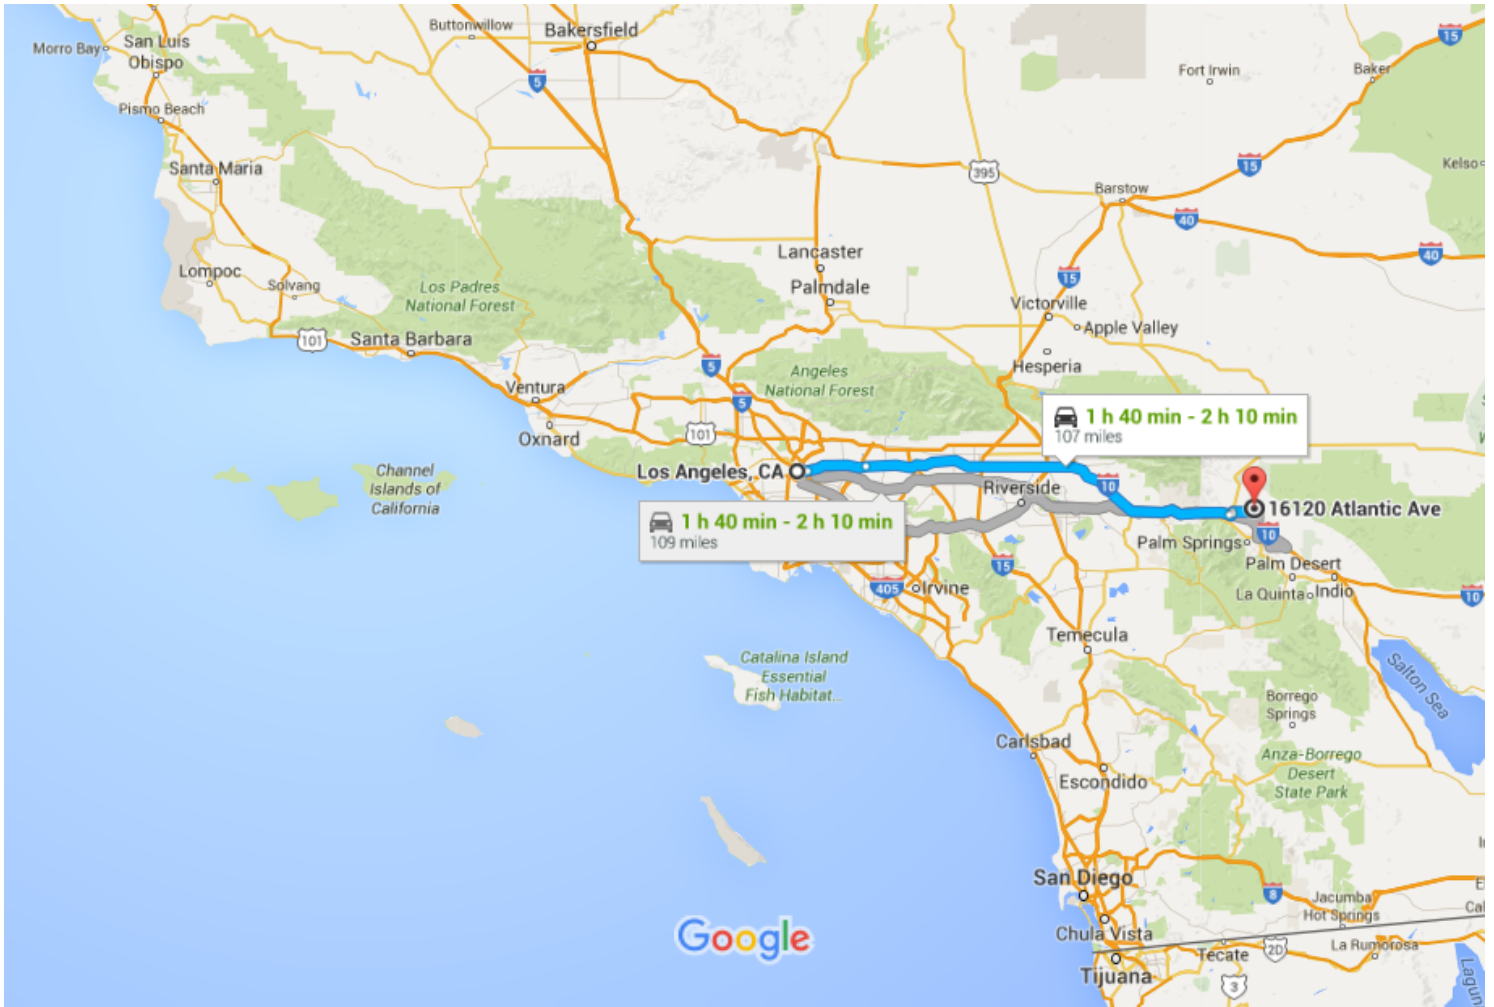 Buttonwillow
Bakersfield
15
Morro Bay
San Luis
Obispo
5
Fort Irwin
Baker
Pismo Beach
Santa Maria
395
15
Kelso
Barstow
40
40
Lancaster
Lompoc
Solvang
Los Padres
National Forest
Palmdale
15
Victorville
Apple Valley
101
Santa Barbara
5
Hesperia
Angeles
National Forest
Ventura
5
Oxnard
101
1 h 40 min - 2 h 10 min
107 miles
Los Angeles, CA
10
Channel
Islands of
California
Riverside
16120 Atlantic Ave
1 h 40 min - 2 h 10 min
109 miles
10
Palm Springs
Palm Desert
15
405
Irvine
La Quinta
Indio
10
Temecula
Catalina Island
Essential
Fish Habitat...
Salton Sea
Borrego
Springs
Carlsbad
Escondido
Anza-Borrego
Desert
State Park
San Diego
8
Jacumba
Hot Springs
Google
Chula Vista
Tecate
2D
La Rumorosa
Tijuana
3